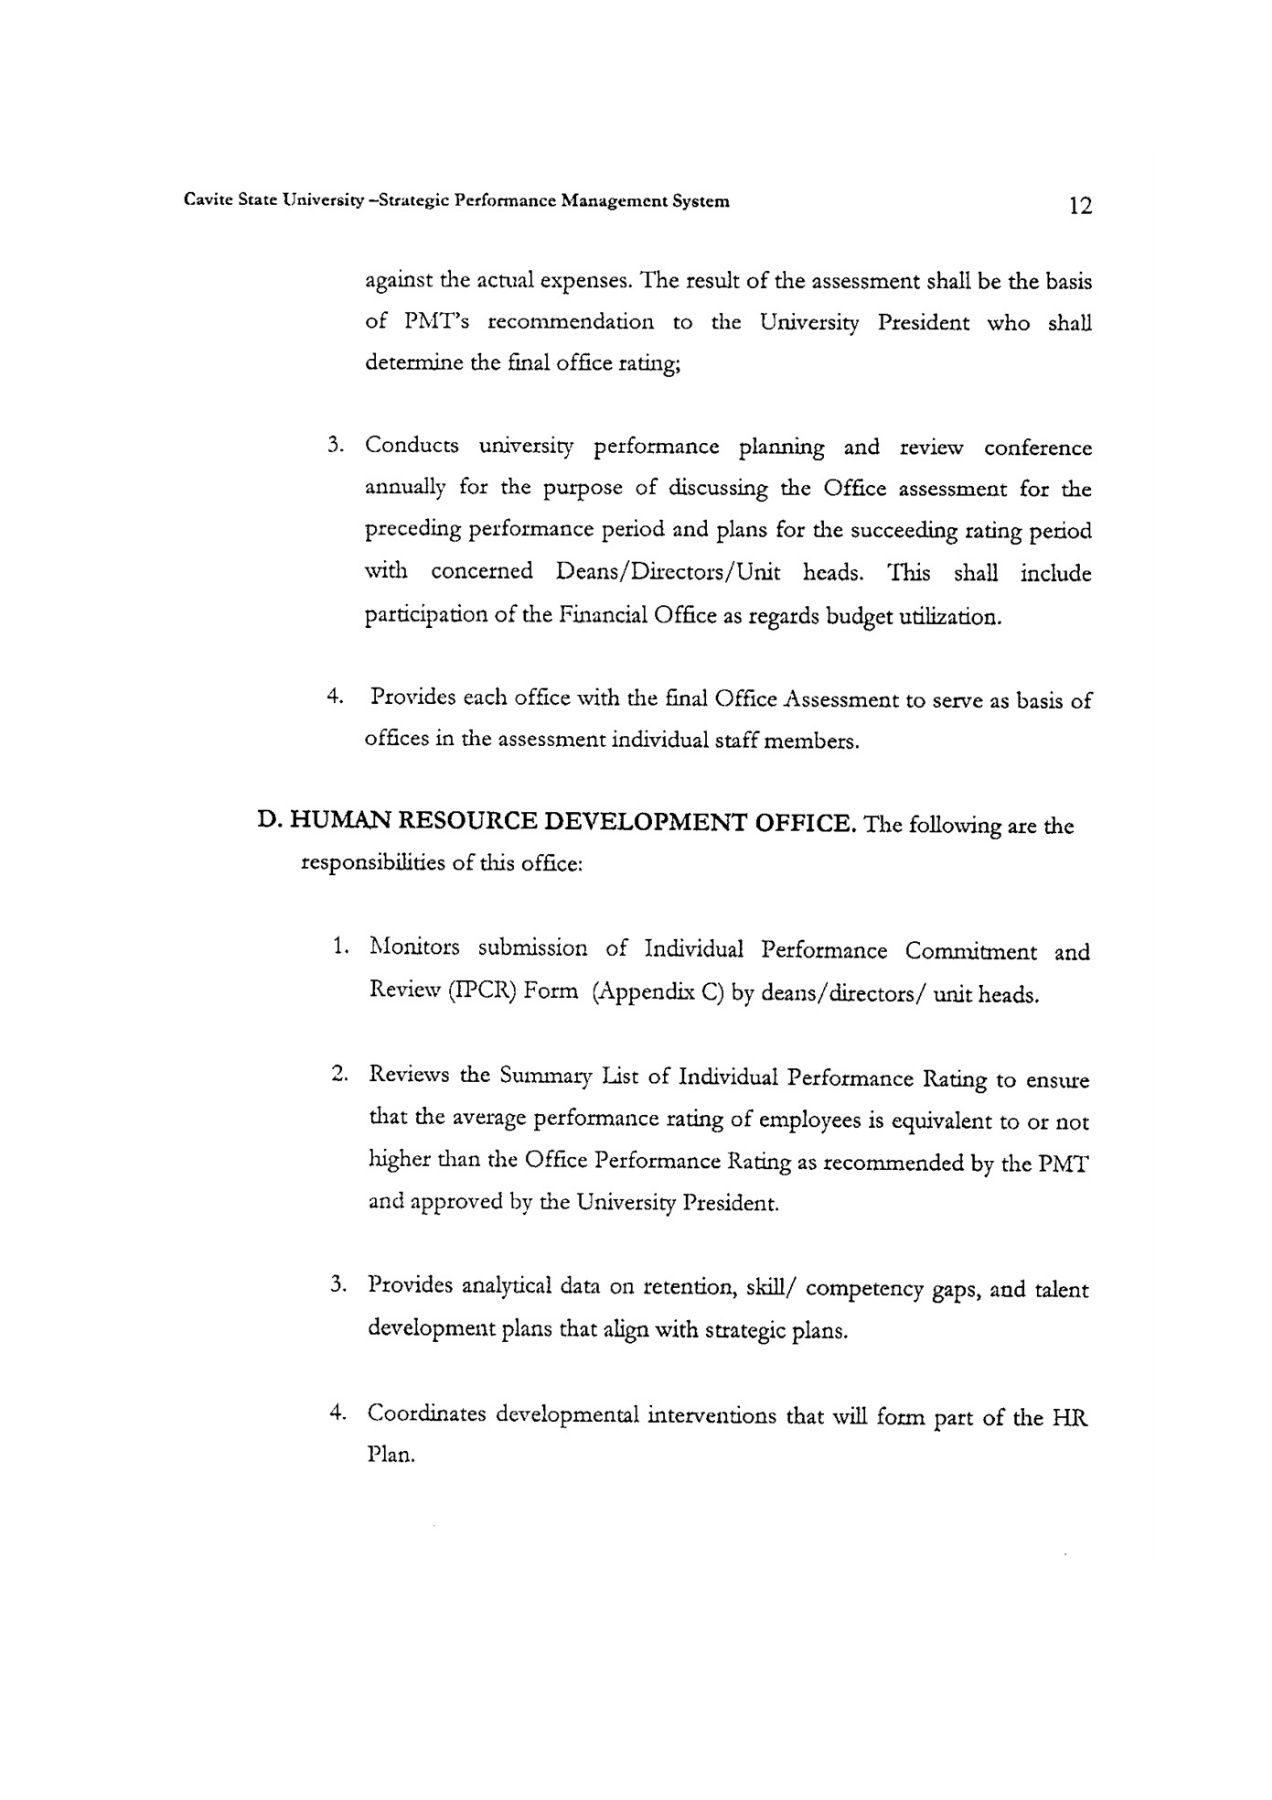 Cavite State University –Strategic Performance Management System 12
against the actual expenses. The result of the assessment shall be the basis
of PMT's recommendation to the University President who shall
determine the final office rating;
3. Conducts university performance planning and review conference
annually for the purpose of discussing the Office assessment for the
preceding performance period and plans for the succeeding rating period
with concerned Deans/Directors/Unit heads. This shall include
participation of the Financial Office as regards budget utilization.
4. Provides each office with the final Office Assessment to serve as basis of
offices in the assessment individual staff members.
D. HUMAN RESOURCE DEVELOPMENT OFFICE. The following are the
responsibilities of this office:
1. Monitors submission of Individual Performance Commitment and
Review (IPCR) Form (Appendix C) by deans/directors/ unit heads.
2. Reviews the Summary List of Individual Performance Rating to ensure
that the average performance rating of employees is equivalent to or not
higher than the Office Performance Rating as recommended by the PMT
and approved by the University President.
3. Provides analytical data on retention, skill/ competency gaps, and talent
development plans that align with strategic plans.
4. Coordinates developmental interventions that will form part of the HR
Plan.